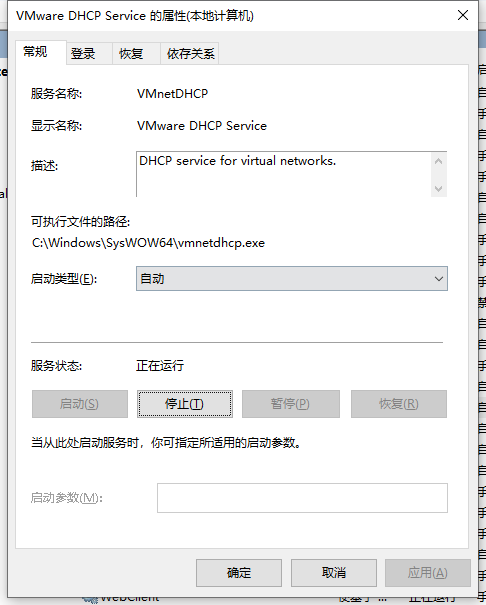 VMware DHCP Service 的属性(本地计算机)
常规 登录 恢复 依存关系
服务名称: VMnetDHCP
显示名称: VMware DHCP Service
描述: DHCP service for virtual networks.
可执行文件的路径:
C:\Windows\SysWOW64\vmnetdhcp.exe
启动类型(E): 自动
服务状态: 正在运行
启动(S) 停止(T) 暂停(P) 恢复(R)
当从此处启动服务时，你可指定所适用的启动参数。
启动参数(M):
确定 取消 应用(A)